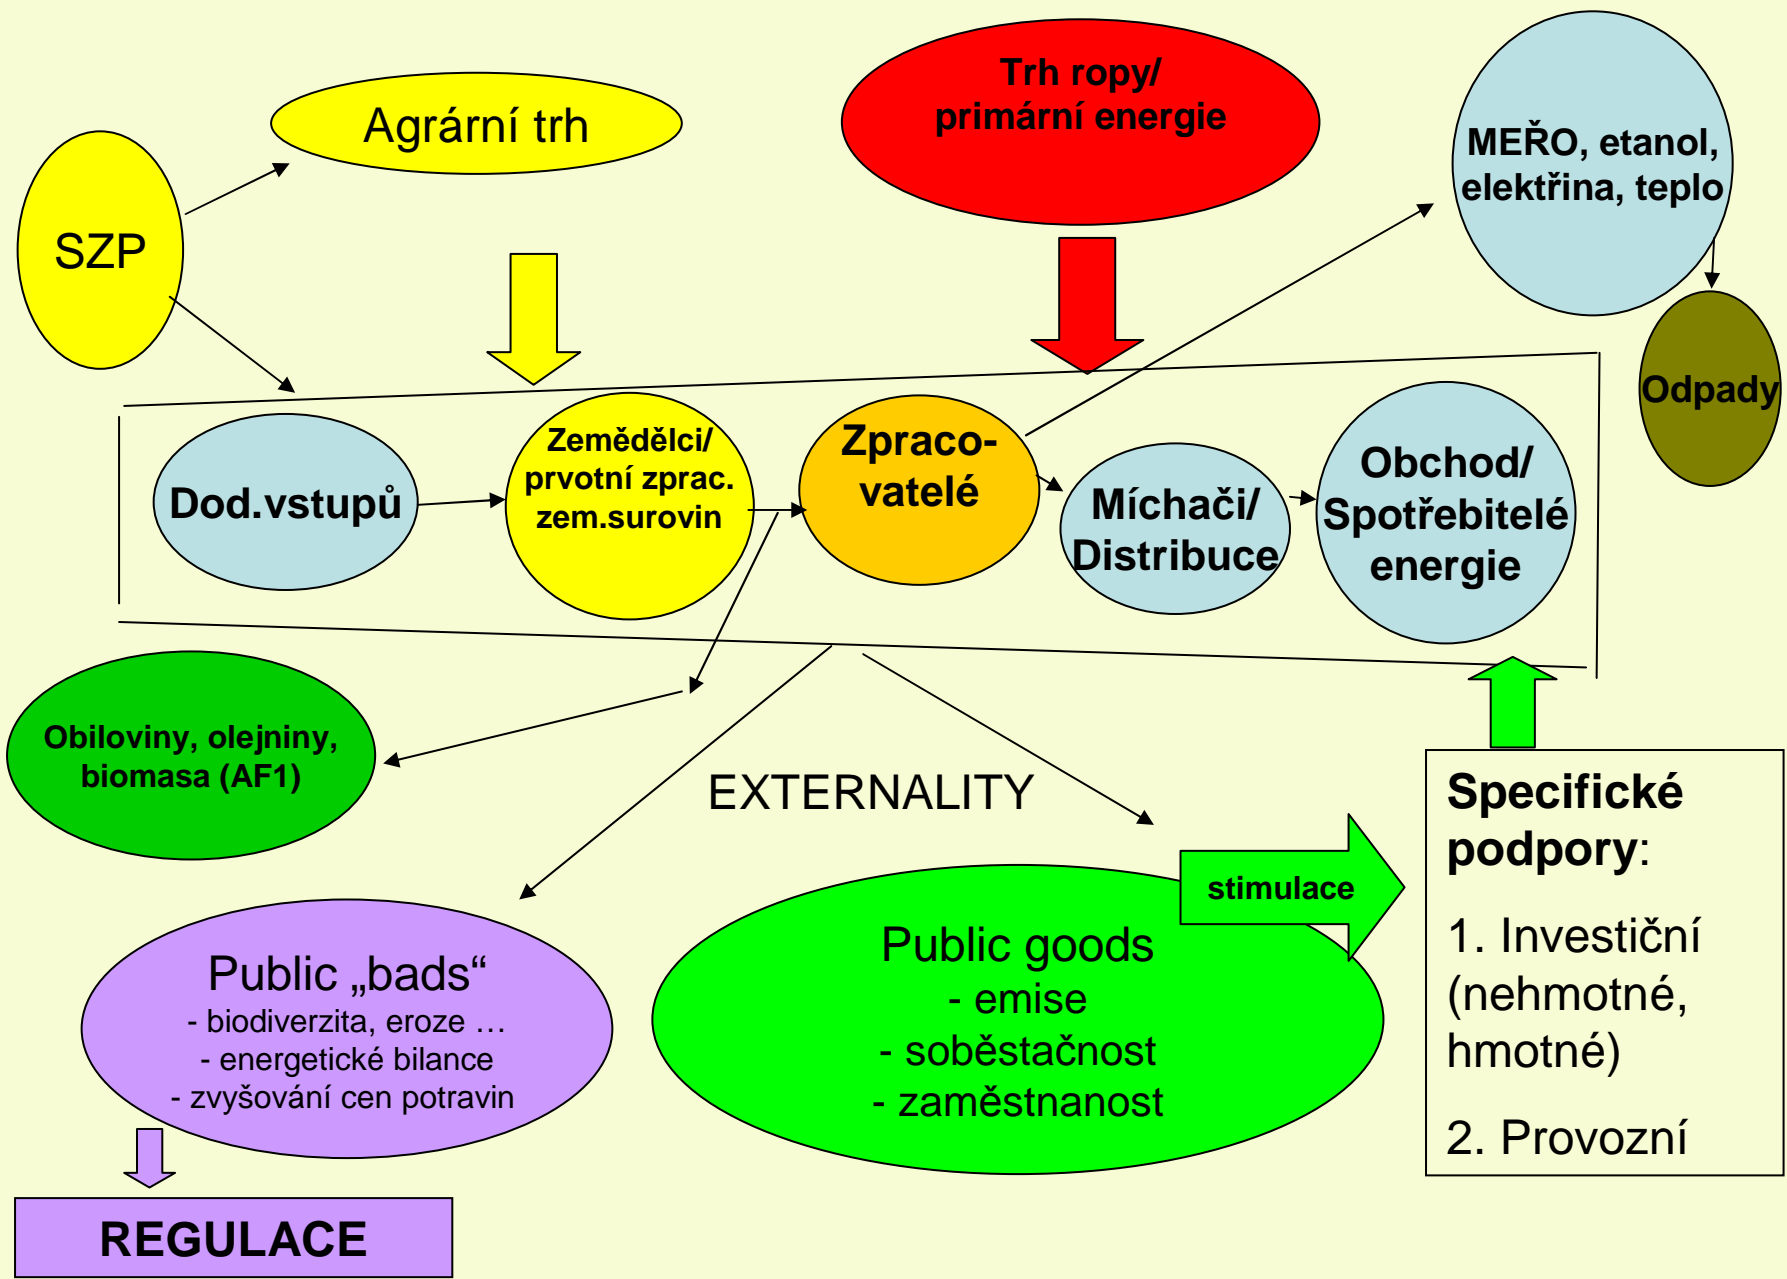 Trh ropy/
primární energie
Agrární trh
MEŘO, etanol,
elektřina, teplo
SZP
Odpady
Dod.vstupů
Zemědělci/
prvotní zprac.
zem.surovin
Zpraco-
vatelé
Míchači/
Distribuce
Obchod/
Spotřebitelé
energie
Obiloviny, olejniny,
biomasa (AF1)
EXTERNALITY
Specifické
podpory:
1. Investiční
(nehmotné,
hmotné)
2. Provozní
stimulace
Public goods
- emise
- soběstačnost
- zaměstnanost
Public „bads“
- biodiverzita, eroze …
- energetické bilance
- zvyšování cen potravin
REGULACE